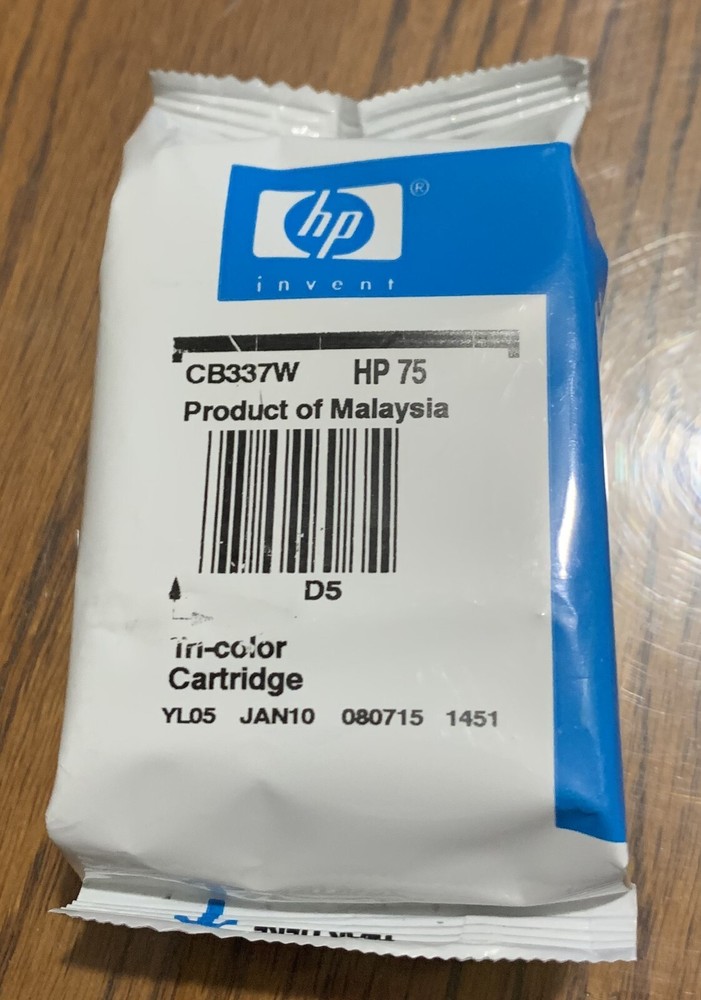 hp ®
invent
CB337W HP 75
Product of Malaysia
D5
Tri-color
Cartridge
YL05 JAN10 080715 1451